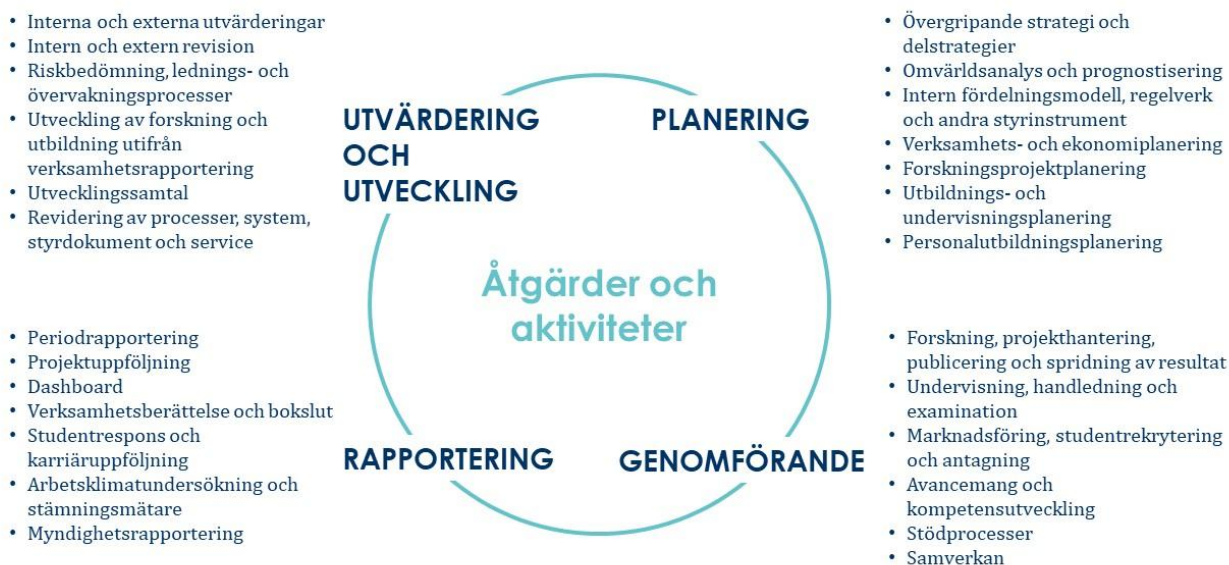 • Interna och externa utvärderingar
• Intern och extern revision
• Riskbedömning, lednings- och
övervakningsprocesser
• Utveckling av forskning och
utbildning utifrån
verksamhetsrapportering
• Utvecklingssamtal
• Revidering av processer, system,
styrdokument och service
UTVÄRDERING
OCH
UTVECKLING
PLANERING
• Övergripande strategi och
delstrategier
• Omvärldsanalys och prognostisering
• Intern fördelningsmodell, regelverk
och andra styrinstrument
• Verksamhets- och ekonomiplanering
• Forskningsprojektplanering
• Utbildnings- och
undervisningsplanering
• Personalutbildningsplanering
Åtgärder och
aktiviteter
• Periodrapportering
• Projektuppföljning
• Dashboard
• Verksamhetsberättelse och bokslut
• Studentrespons och
karriäruppföljning
• Arbetsklimatundersökning och
stämningsmätare
• Myndighetsrapportering
RAPPORTERING
GENOMFÖRANDE
• Forskning, projekthantering,
publicering och spridning av resultat
• Undervisning, handledning och
examination
• Marknadsföring, studentrekrytering
och antagning
• Avancemang och
kompetensutveckling
• Stödprocesser
• Samverkan